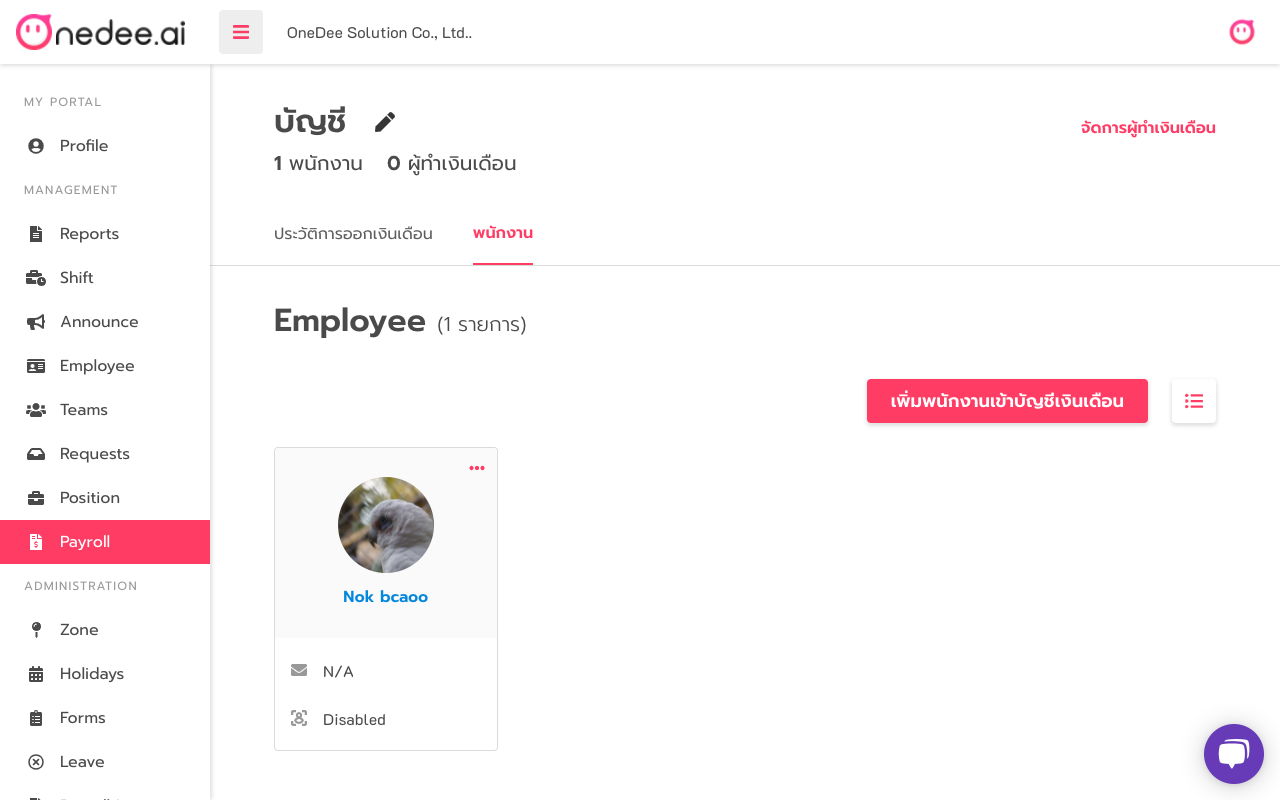 Onedee.ai
OneDee Solution Co., Ltd..
MY PORTAL
Profile
MANAGEMENT
Reports
Shift
Announce
Employee
Teams
Requests
Position
Payroll
ADMINISTRATION
Zone
Holidays
Forms
Leave
บัญชี
จัดการผู้ทำเงินเดือน
1 พนักงาน 0 ผู้ทำเงินเดือน
ประวัติการออกเงินเดือน พนักงาน
Employee (1 รายการ)
เพิ่มพนักงานเข้าบัญชีเงินเดือน
Nok bcaoo
N/A
Disabled